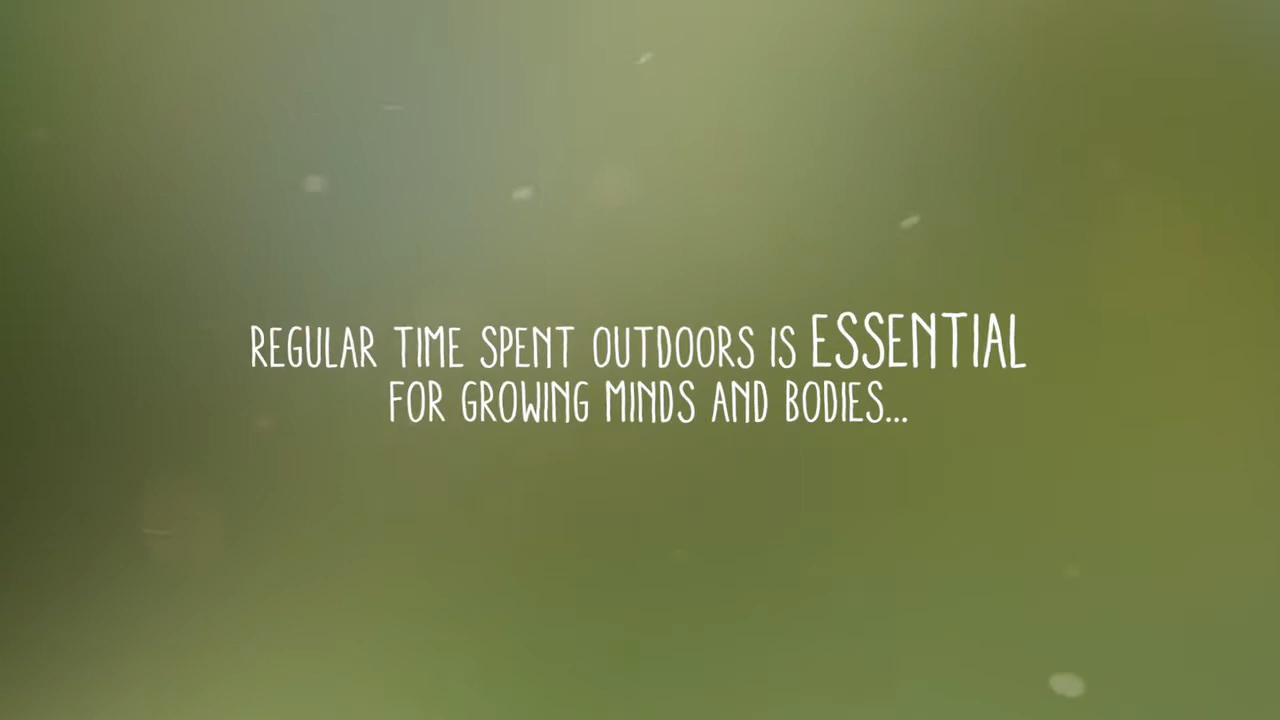 REGULAR TIME SPENT OUTDOORS IS ESSENTIAL
FOR GROWING MINDS AND BODIES...